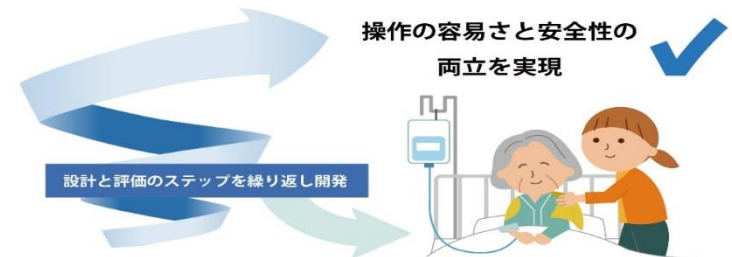 操作の容易さと安全性の
両立を実現
設計と評価のステップを繰り返し開発